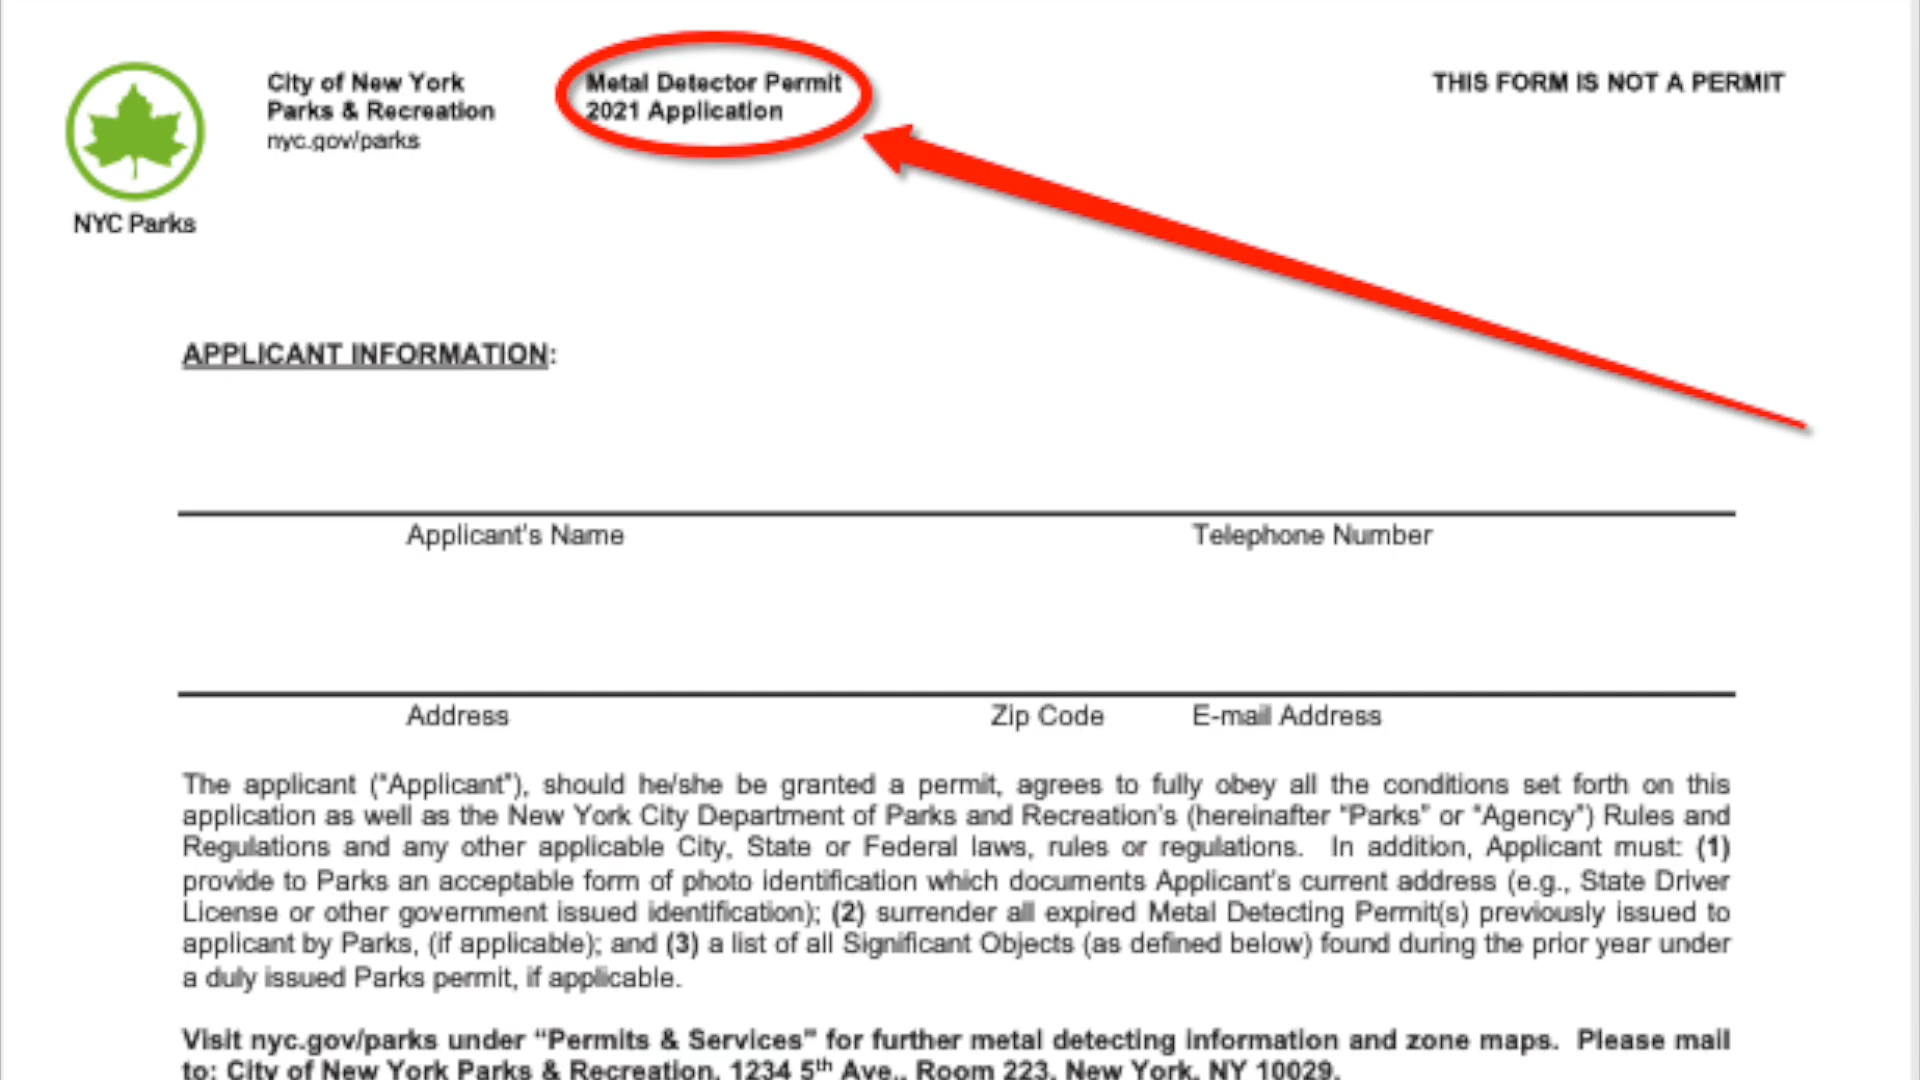 City of New York
Parks & Recreation
nyc.gov/parks
Metal Detector Permit
2021 Application
THIS FORM IS NOT A PERMIT
NYC Parks
APPLICANT INFORMATION:
Applicant's Name
Telephone Number
Address
Zip Code
E-mail Address
The applicant ("Applicant"), should he/she be granted a permit, agrees to fully obey all the conditions set forth on this
application as well as the New York City Department of Parks and Recreation's (hereinafter "Parks" or "Agency") Rules and
Regulations and any other applicable City, State or Federal laws, rules or regulations. In addition, Applicant must: (1)
provide to Parks an acceptable form of photo identification which documents Applicant's current address (e.g., State Driver
License or other government issued identification); (2) surrender all expired Metal Detecting Permit(s) previously issued to
applicant by Parks, (if applicable); and (3) a list of all Significant Objects (as defined below) found during the prior year under
a duly issued Parks permit, if applicable.
Visit nyc.gov/parks under “Permits & Services” for further metal detecting information and zone maps. Please mail
to: City of New York Parks & Recreation, 1234 5th Ave., Room 223, New York, NY 10029.